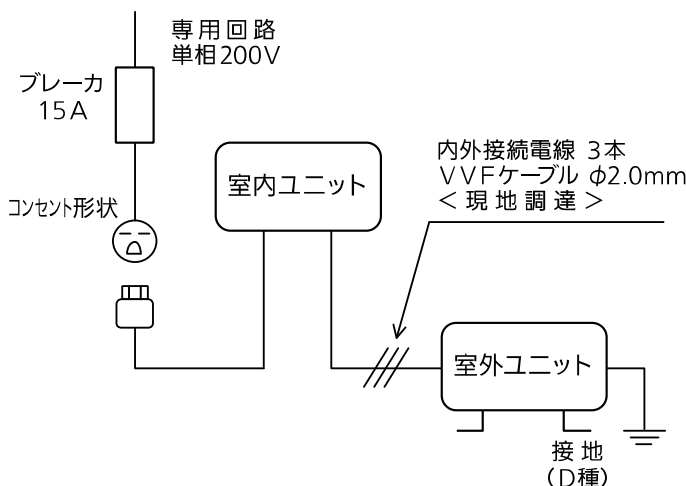 専用回路
単相200V
ブレーカ
15A
コンセント形状
室内ユニット
内外接続電線 3本
VVFケーブル φ2.0mm
<現地調達>
室外ユニット
接地
(D種)